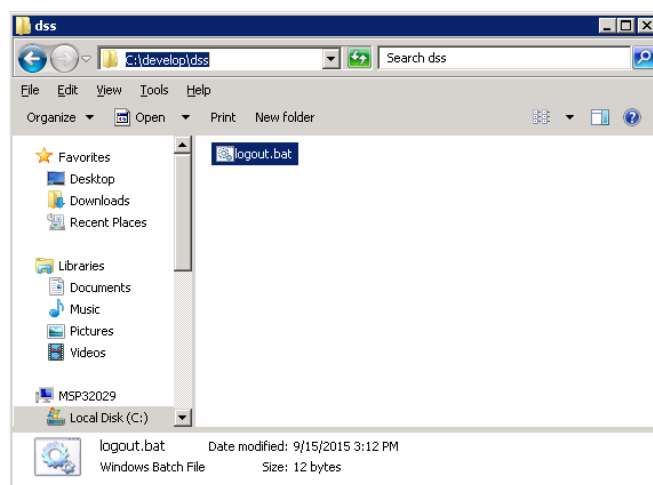 dss
C:\develop\dss
Search dss
File Edit View Tools Help
Organize Open Print New folder
Favorites
Desktop
Downloads
Recent Places
Libraries
Documents
Music
Pictures
Videos
MSP32029
Local Disk (C:)
logout.bat
logout.bat Date modified: 9/15/2015 3:12 PM
Windows Batch File Size: 12 bytes